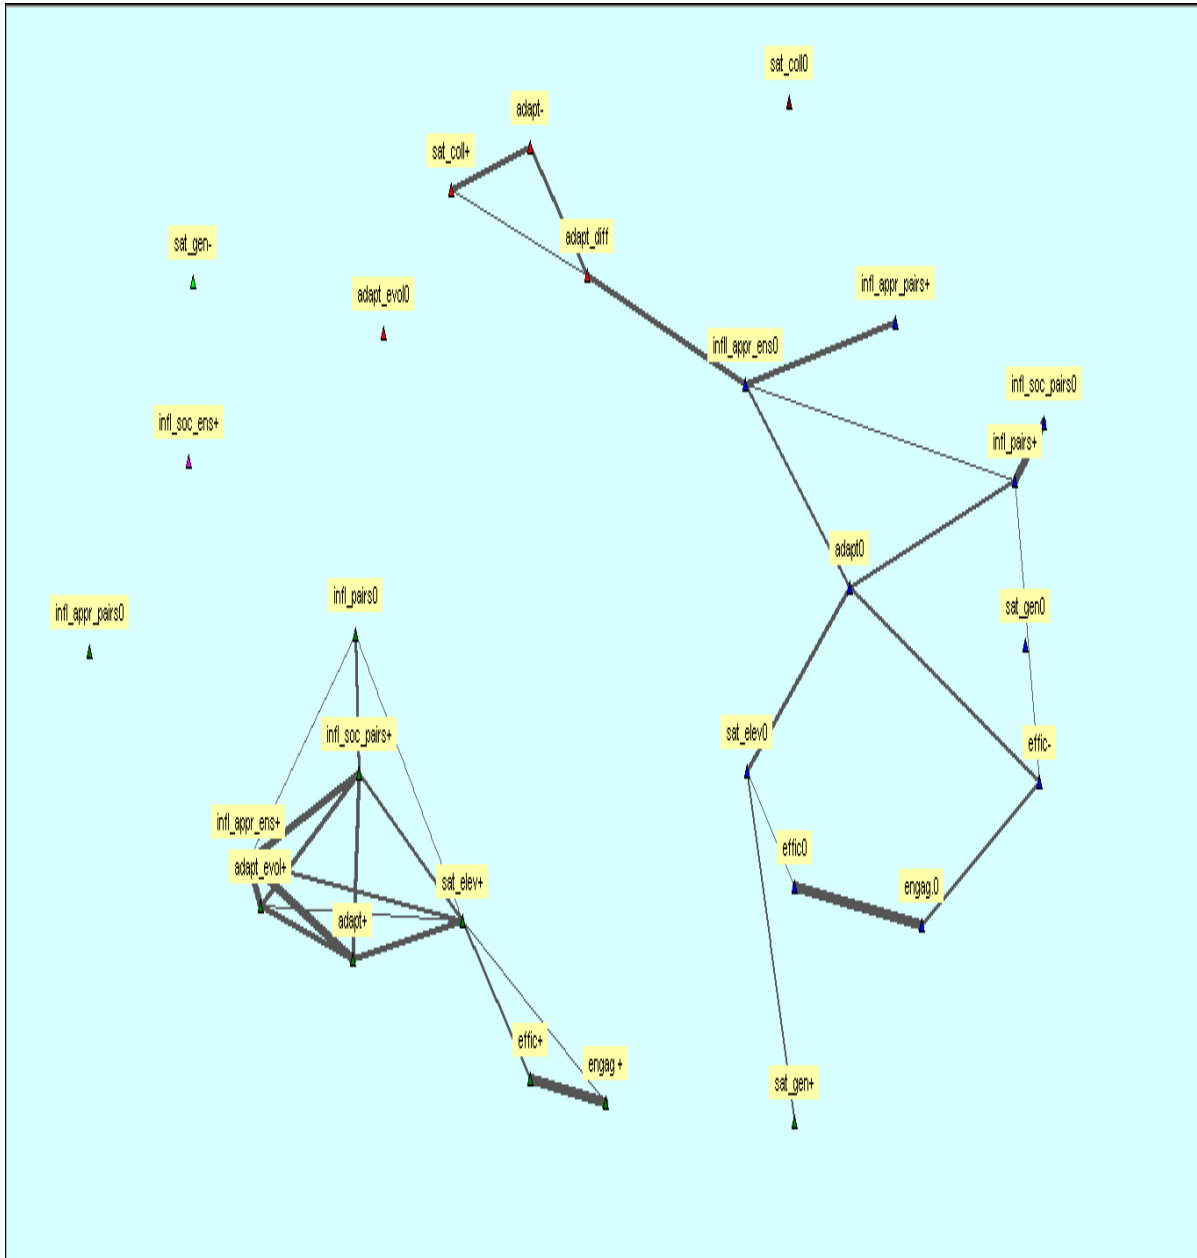 sat_coll0
adapt-
sat_coll+
adapt_diff
sat_gen-
infl_appr_pairs+
adapt_evol0
infll_appr_ens0
infl_soc_pairs0
infl_soc_ens+
infl_pairs+
adapt0
infl_pairs0
sat_gen0
infl_appr_pairs0
infl_soc_pairs+
sat_elev0
effic-
infl_appr_ens+
effic0
adapt_evol+
sat_elev+
engag.0
adapt+
effic+
engag +
sat_gen+